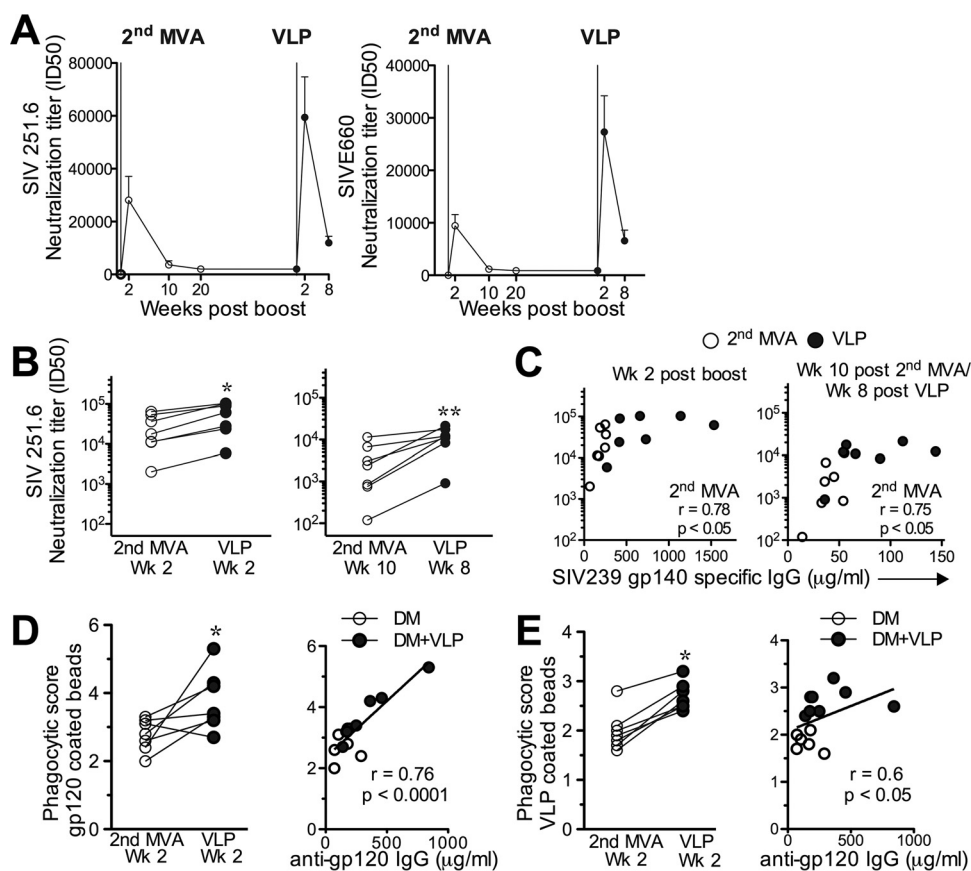 A
2nd MVA VLP
SIV 251.6
Neutralization titer (ID50)
80000
60000
40000
20000
0
2 10 20 2 8
Weeks post boost
2nd MVA VLP
SIVE660
Neutralization titer (ID50)
40000
30000
20000
10000
0
2 10 20 2 8
Weeks post boost
B
SIV 251.6
Neutralization titer (ID50)
10^5
10^4
10^3
10^2
*
2nd MVA VLP
Wk 2 Wk 2
10^5
10^4
10^3
10^2
**
2nd MVA VLP
Wk 10 Wk 8
2nd MVA VLP
C
Wk 2 post boost
10^5
10^4
10^3
10^2
2nd MVA
r = 0.78
p < 0.05
0 500 1000 1500
Wk 10 post 2nd MVA/
Wk 8 post VLP
10^5
10^4
10^3
10^2
2nd MVA
r = 0.75
p < 0.05
0 50 100 150
SIV239 gp140 specific IgG (μg/ml)
D
Phagocytic score
gp120 coated beads
6
4
2
0
*
2nd MVA VLP
Wk 2 Wk 2
DM
DM+VLP
6
4
2
0
r = 0.76
p < 0.0001
0 500 1000
anti-gp120 IgG (μg/ml)
E
Phagocytic score
VLP coated beads
4
3
2
1
0
*
2nd MVA VLP
Wk 2 Wk 2
DM
DM+VLP
4
3
2
1
0
r = 0.6
p < 0.05
0 500 1000
anti-gp120 IgG (μg/ml)